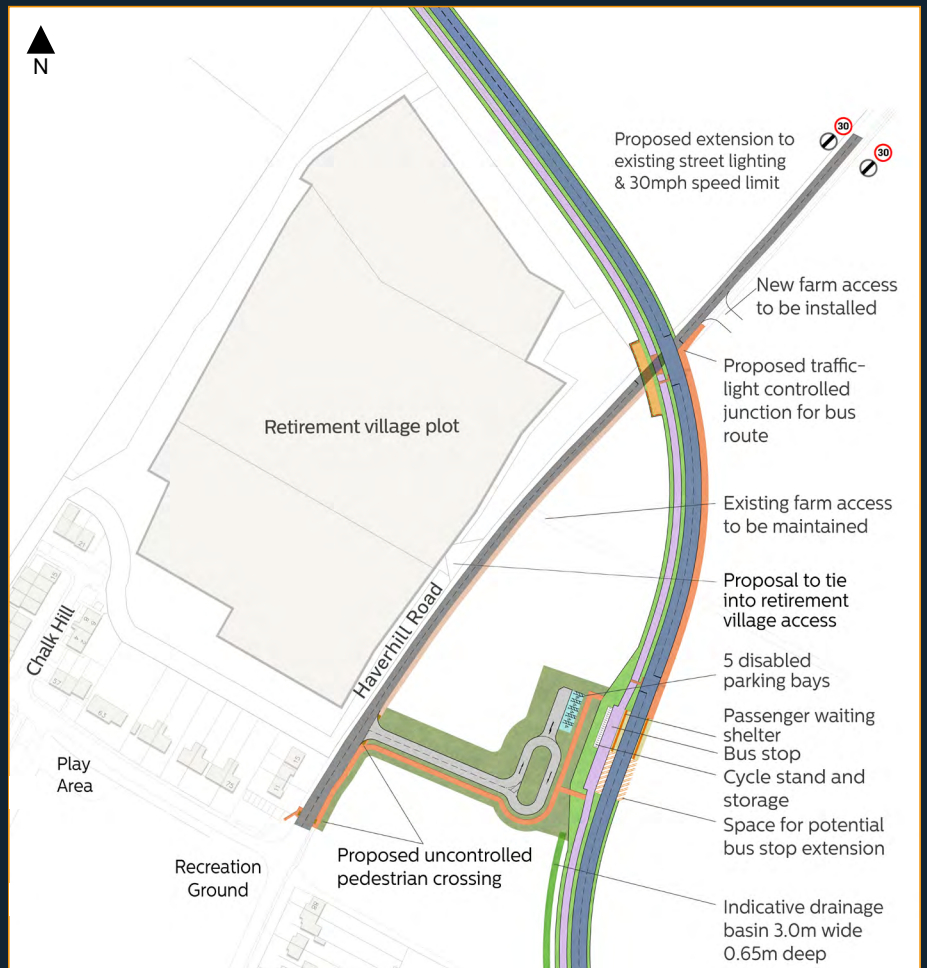 N
Proposed extension to
existing street lighting
& 30mph speed limit
30
30
New farm access
to be installed
Proposed traffic-
light controlled
junction for bus
route
Retirement village plot
Existing farm access
to be maintained
Proposal to tie
into retirement
village access
Haverhill Road
Chalk Hill
5 disabled
parking bays
Passenger waiting
shelter
Bus stop
Cycle stand and
storage
Space for potential
bus stop extension
Play
Area
Proposed uncontrolled
pedestrian crossing
Recreation
Ground
Indicative drainage
basin 3.0m wide
0.65m deep